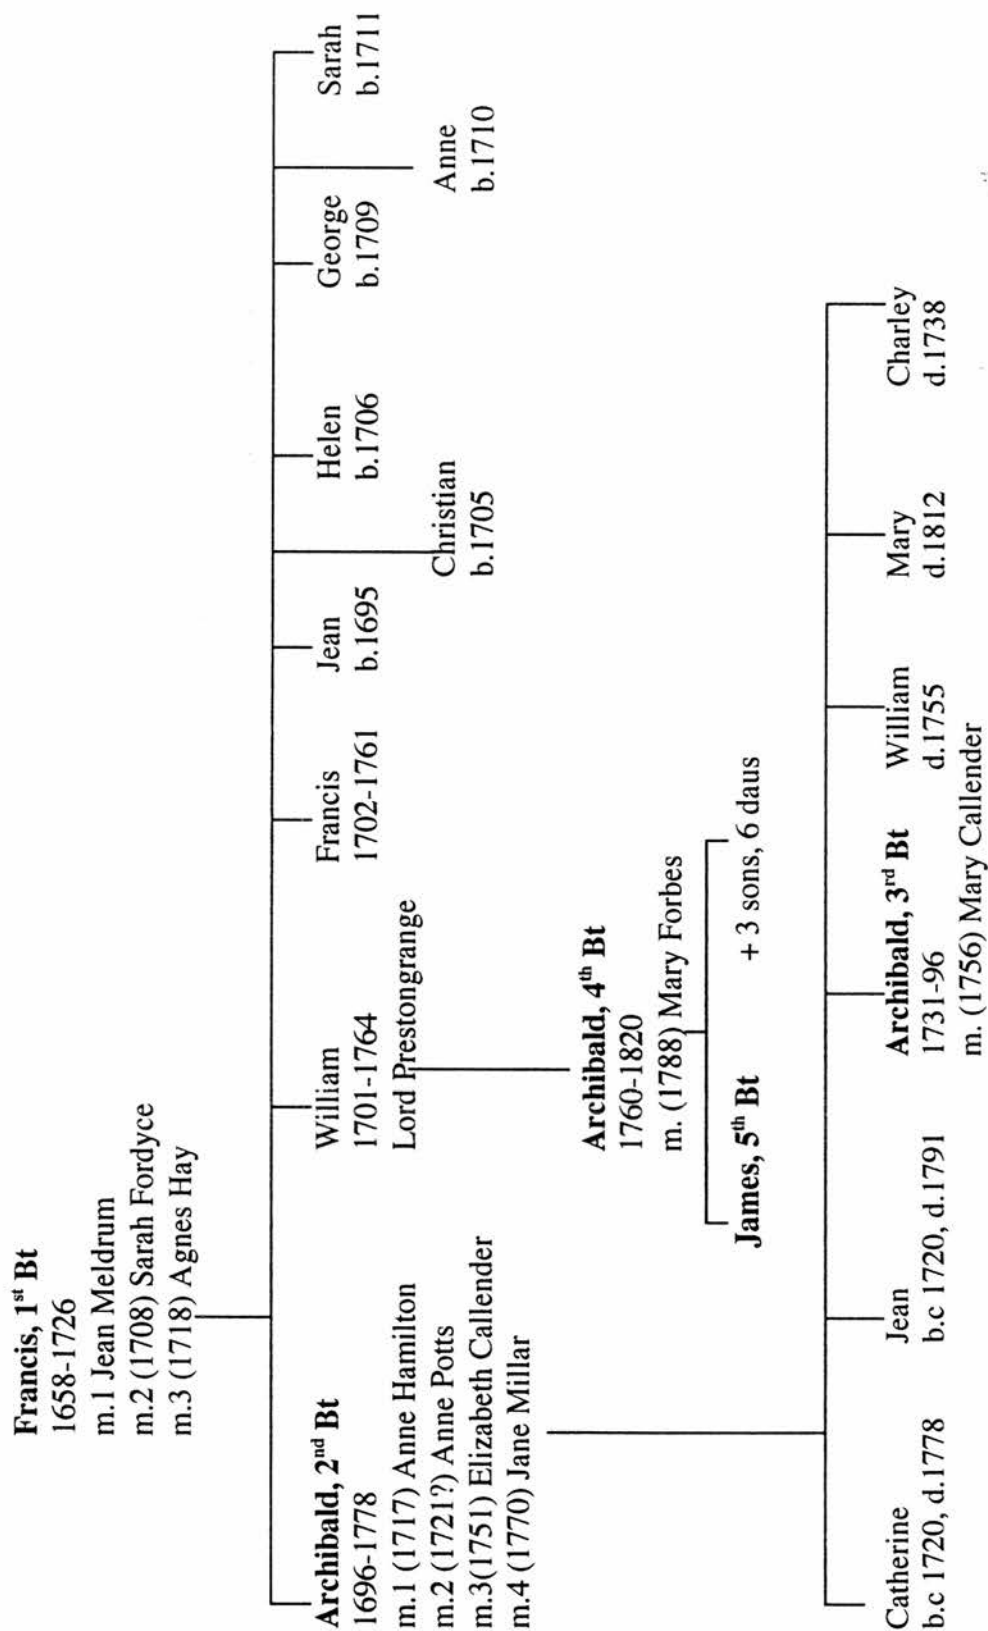 Francis, 1st Bt
1658-1726
m.1 Jean Meldrum
m.2 (1708) Sarah Fordyce
m.3 (1718) Agnes Hay
Archibald, 2nd Bt
1696-1778
m.1 (1717) Anne Hamilton
m.2 (1721?) Anne Potts
m.3(1751) Elizabeth Callender
m.4 (1770) Jane Millar
William
1701-1764
Lord Prestongrange
Francis
1702-1761
Jean
b.1695
Christian
b.1705
Helen
b.1706
George
b.1709
Anne
b.1710
Sarah
b.1711
Archibald, 4th Bt
1760-1820
m. (1788) Mary Forbes
James, 5th Bt
+ 3 sons, 6 daus
Catherine
b.c 1720, d.1778
Jean
b.c 1720, d.1791
Archibald, 3rd Bt
1731-96
m. (1756) Mary Callender
William
d.1755
Mary
d.1812
Charley
d.1738